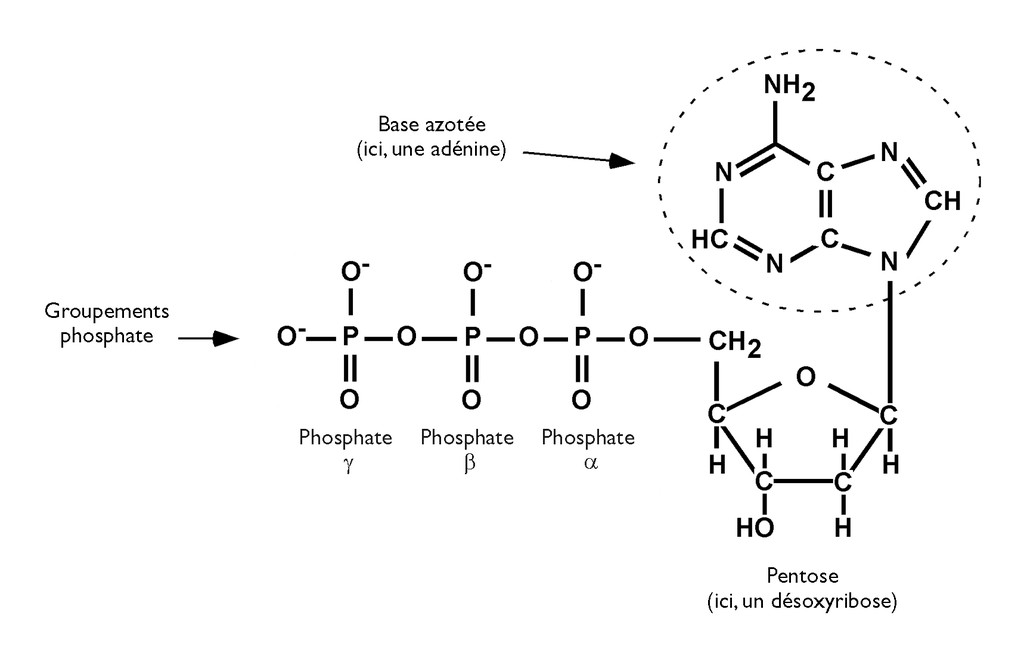 NH2
Base azotée
(ici, une adénine)
N
N
C
CH
HC
C
N
N
O-
O-
O-
Groupements
phosphate
O-
P
O
P
O
P
O
CH2
O
O
O
O
C
C
Phosphate
Phosphate
Phosphate
γ
β
α
H
H
H
H
C
C
HO
H
Pentose
(ici, un désoxyribose)